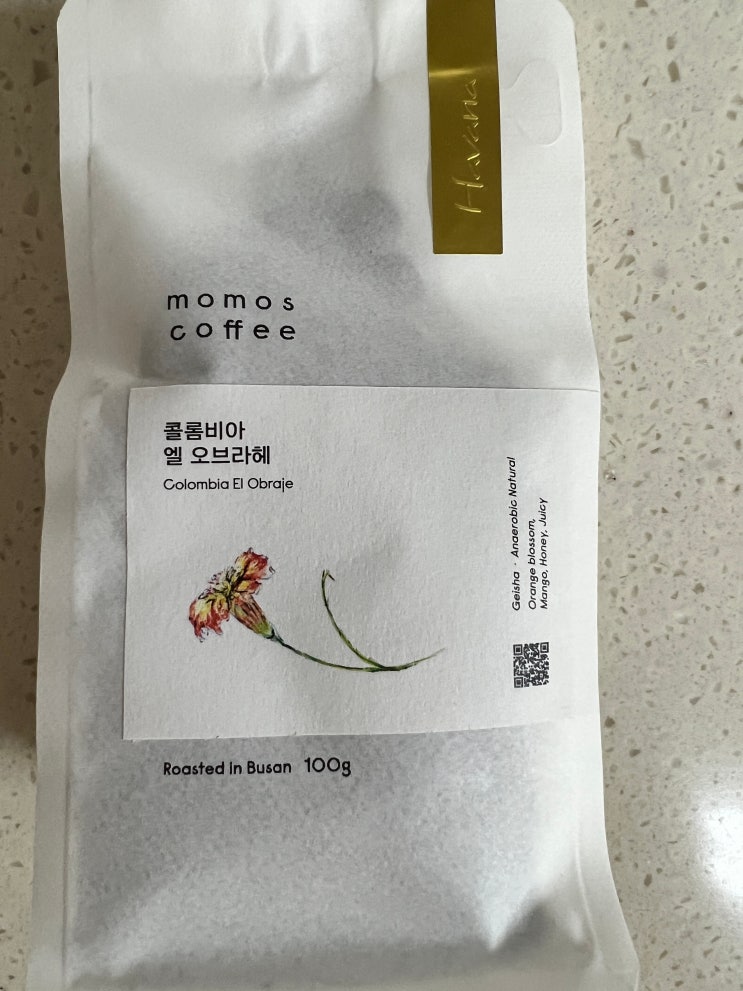 Havana
momos
coffee
콜롬비아
엘 오브라헤
Colombia El Obraje
Geisha · Anaerobic Natural
Orange blossom,
Mango, Honey, Juicy
Roasted in Busan 100g